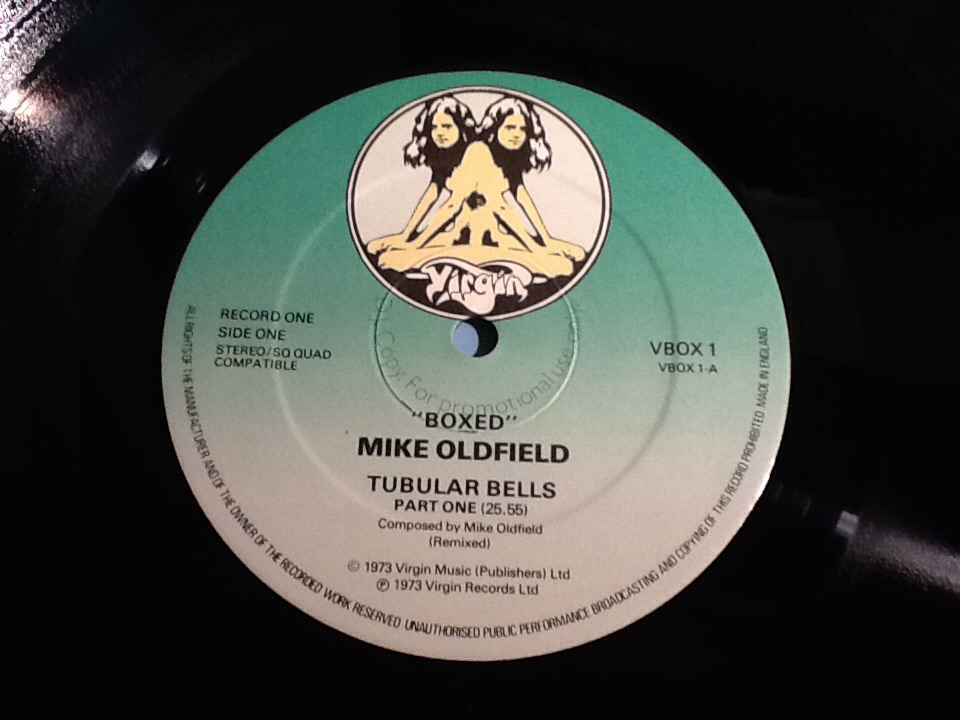 Virgin
RECORD ONE
SIDE ONE
STEREO/SQ QUAD
COMPATIBLE
VBOX 1
VBOX 1-A
Copy. For promotional use
"BOXED"
MIKE OLDFIELD
TUBULAR BELLS
PART ONE (25.55)
Composed by Mike Oldfield
(Remixed)
© 1973 Virgin Music (Publishers) Ltd
℗ 1973 Virgin Records Ltd
ALL RIGHTS OF THE MANUFACTURER AND OF THE OWNER OF THE RECORDED WORK RESERVED UNAUTHORISED PUBLIC PERFORMANCE BROADCASTING AND COPYING OF THIS RECORD PROHIBITED MADE IN ENGLAND